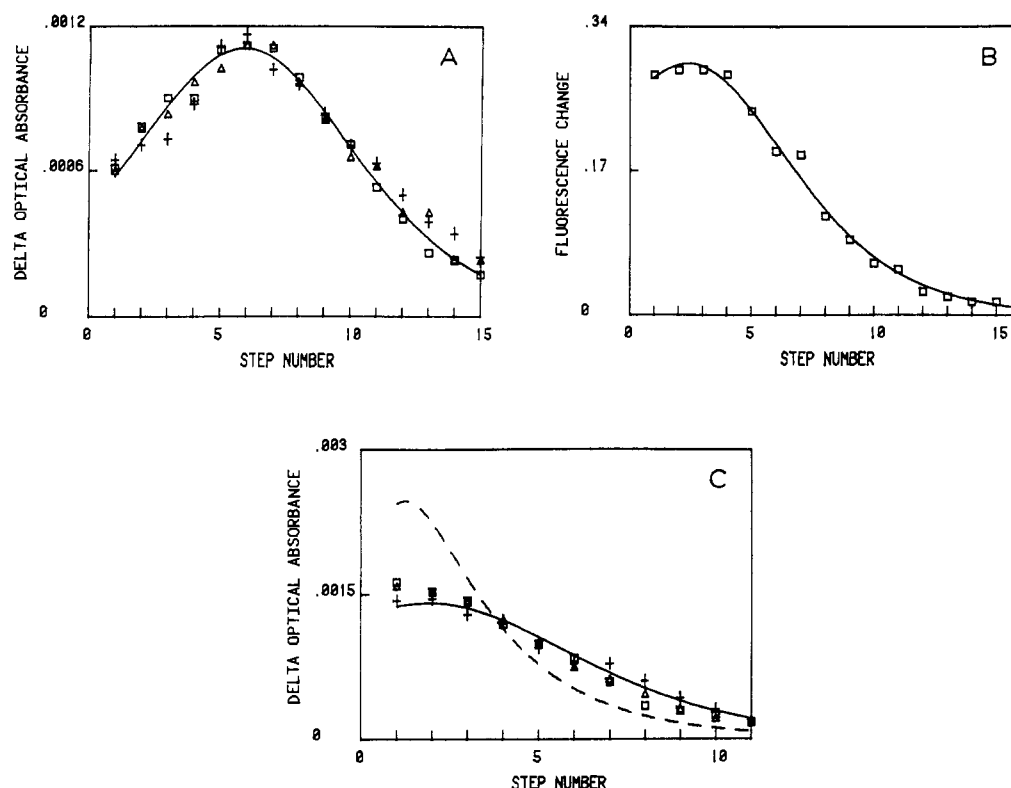 A
DELTA OPTICAL ABSORBANCE
.0012
.0006
0
0 5 10 15
STEP NUMBER
B
FLUORESCENCE CHANGE
.34
.17
0
0 5 10 15
STEP NUMBER
C
DELTA OPTICAL ABSORBANCE
.003
.0015
0
0 5 10
STEP NUMBER